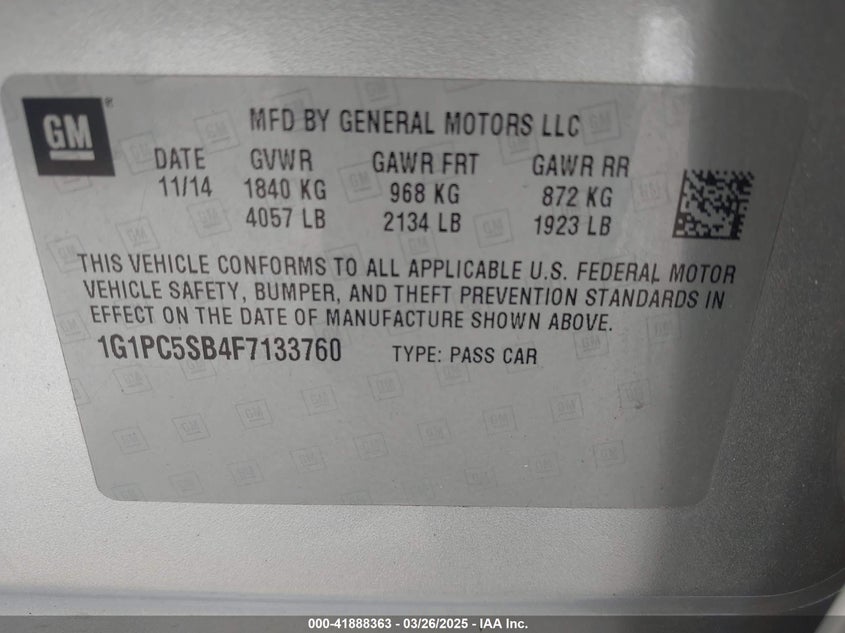 GM
MFD BY GENERAL MOTORS LLC
DATE GVWR GAWR FRT GAWR RR
11/14 1840 KG 968 KG 872 KG
4057 LB 2134 LB 1923 LB
THIS VEHICLE CONFORMS TO ALL APPLICABLE U.S. FEDERAL MOTOR
VEHICLE SAFETY, BUMPER, AND THEFT PREVENTION STANDARDS IN
EFFECT ON THE DATE OF MANUFACTURE SHOWN ABOVE.
1G1PC5SB4F7133760 TYPE: PASS CAR
000-41888363 - 03/26/2025 - IAA Inc.